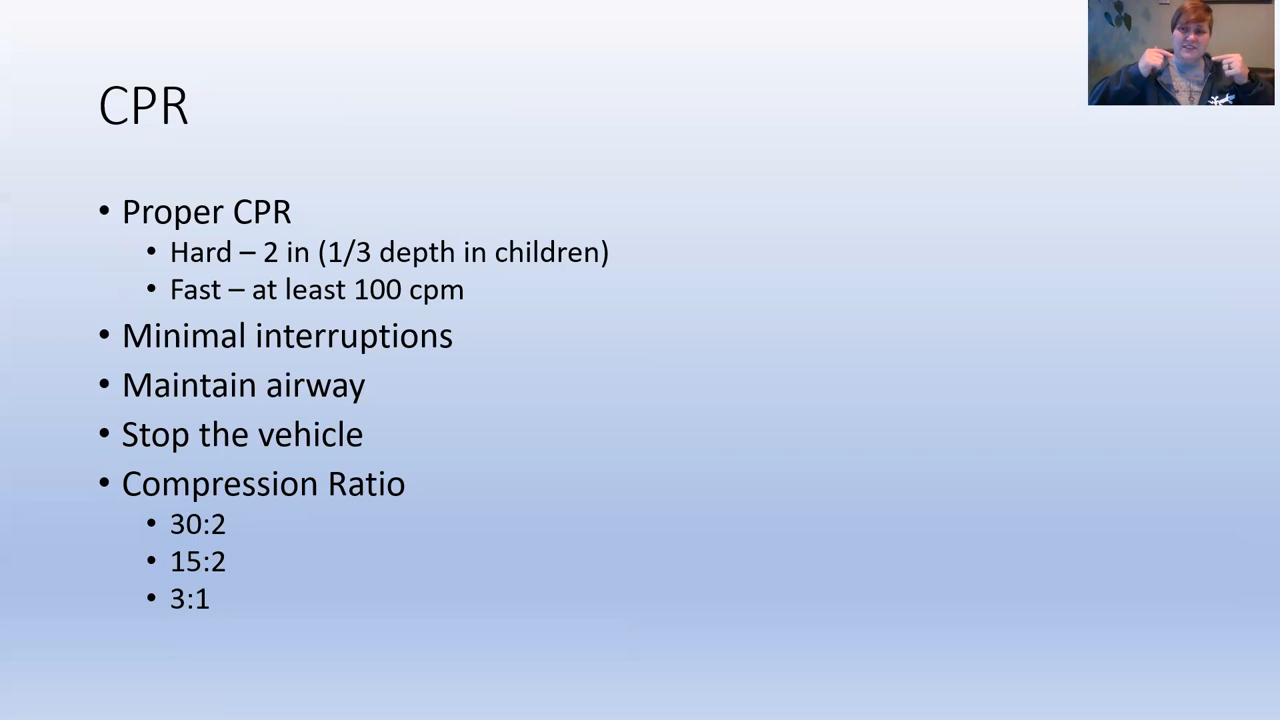 CPR
• Proper CPR
• Hard – 2 in (1/3 depth in children)
• Fast – at least 100 cpm
• Minimal interruptions
• Maintain airway
• Stop the vehicle
• Compression Ratio
• 30:2
• 15:2
• 3:1